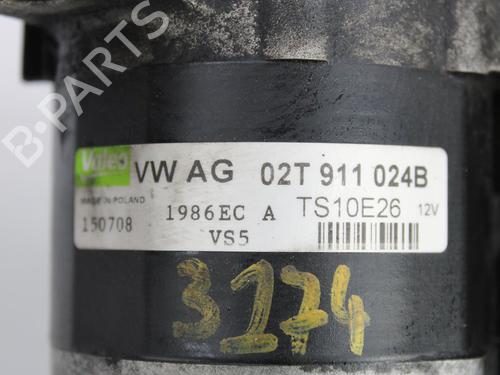 B-PARTS
Valeo VW AG 02T 911 024B
MADE IN POLAND
150708 1986EC A TS10E26 12V
VS5
3274